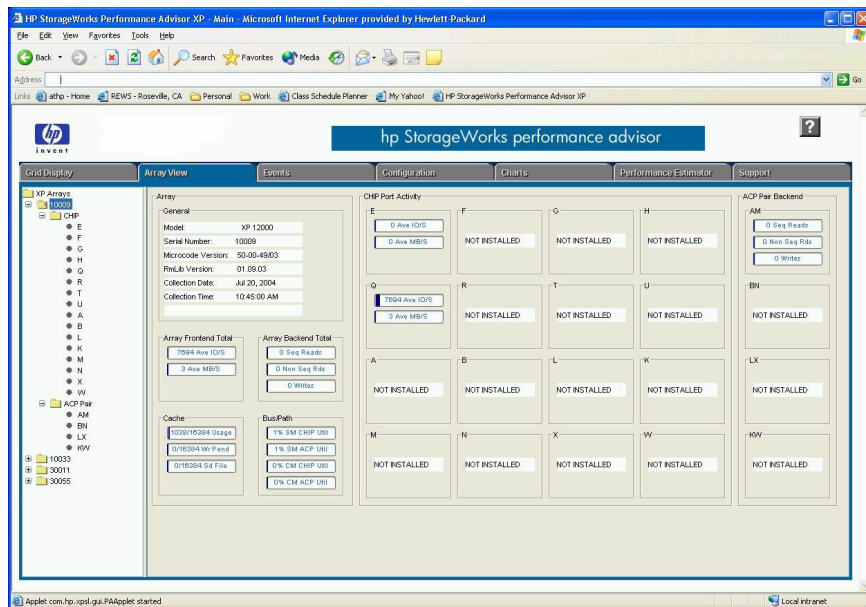 HP StorageWorks Performance Advisor XP - Main - Microsoft Internet Explorer provided by Hewlett-Packard
File Edit View Favorites Tools Help
Back Search Favorites Media
Address Go
Links athp - Home REWS - Roseville, CA Personal Work Class Schedule Planner My Yahoo! HP StorageWorks Performance Advisor XP
hp
invent
hp StorageWorks performance advisor
?
Grid Display Array View Events Configuration Charts Performance Estimator Support
XP Arrays
10009
CHIP
E
F
G
H
Q
R
T
U
A
B
L
K
M
N
X
W
ACP Pair
AM
BN
LX
KW
10033
30011
30055
Array
General
Model: XP 12000
Serial Number: 10009
Microcode Version: 50-00-49/03
RmLib Version: 01.09.03
Collection Date: Jul 20, 2004
Collection Time: 10:45:00 AM
Array Frontend Total
7694 Ave IO/S
3 Ave MB/S
Array Backend Total
0 Seq Reads
0 Non Seq Rds
0 Writes
Cache
1038/16384 Usage
0/16384 Wr Pend
0/16384 Sd File
Bus/Path
1% SM CHIP Util
1% SM ACP Util
0% CM CHIP Util
0% CM ACP Util
CHIP Port Activity
E
0 Ave IO/S
0 Ave MB/S
F
NOT INSTALLED
G
NOT INSTALLED
H
NOT INSTALLED
Q
7694 Ave IO/S
3 Ave MB/S
R
NOT INSTALLED
T
NOT INSTALLED
U
NOT INSTALLED
A
NOT INSTALLED
B
NOT INSTALLED
L
NOT INSTALLED
K
NOT INSTALLED
M
NOT INSTALLED
N
NOT INSTALLED
X
NOT INSTALLED
W
NOT INSTALLED
ACP Pair Backend
AM
0 Seq Reads
0 Non Seq Rds
0 Writes
BN
NOT INSTALLED
LX
NOT INSTALLED
KW
NOT INSTALLED
Applet com.hp.xpsl.gui.PAApplet started
Local intranet